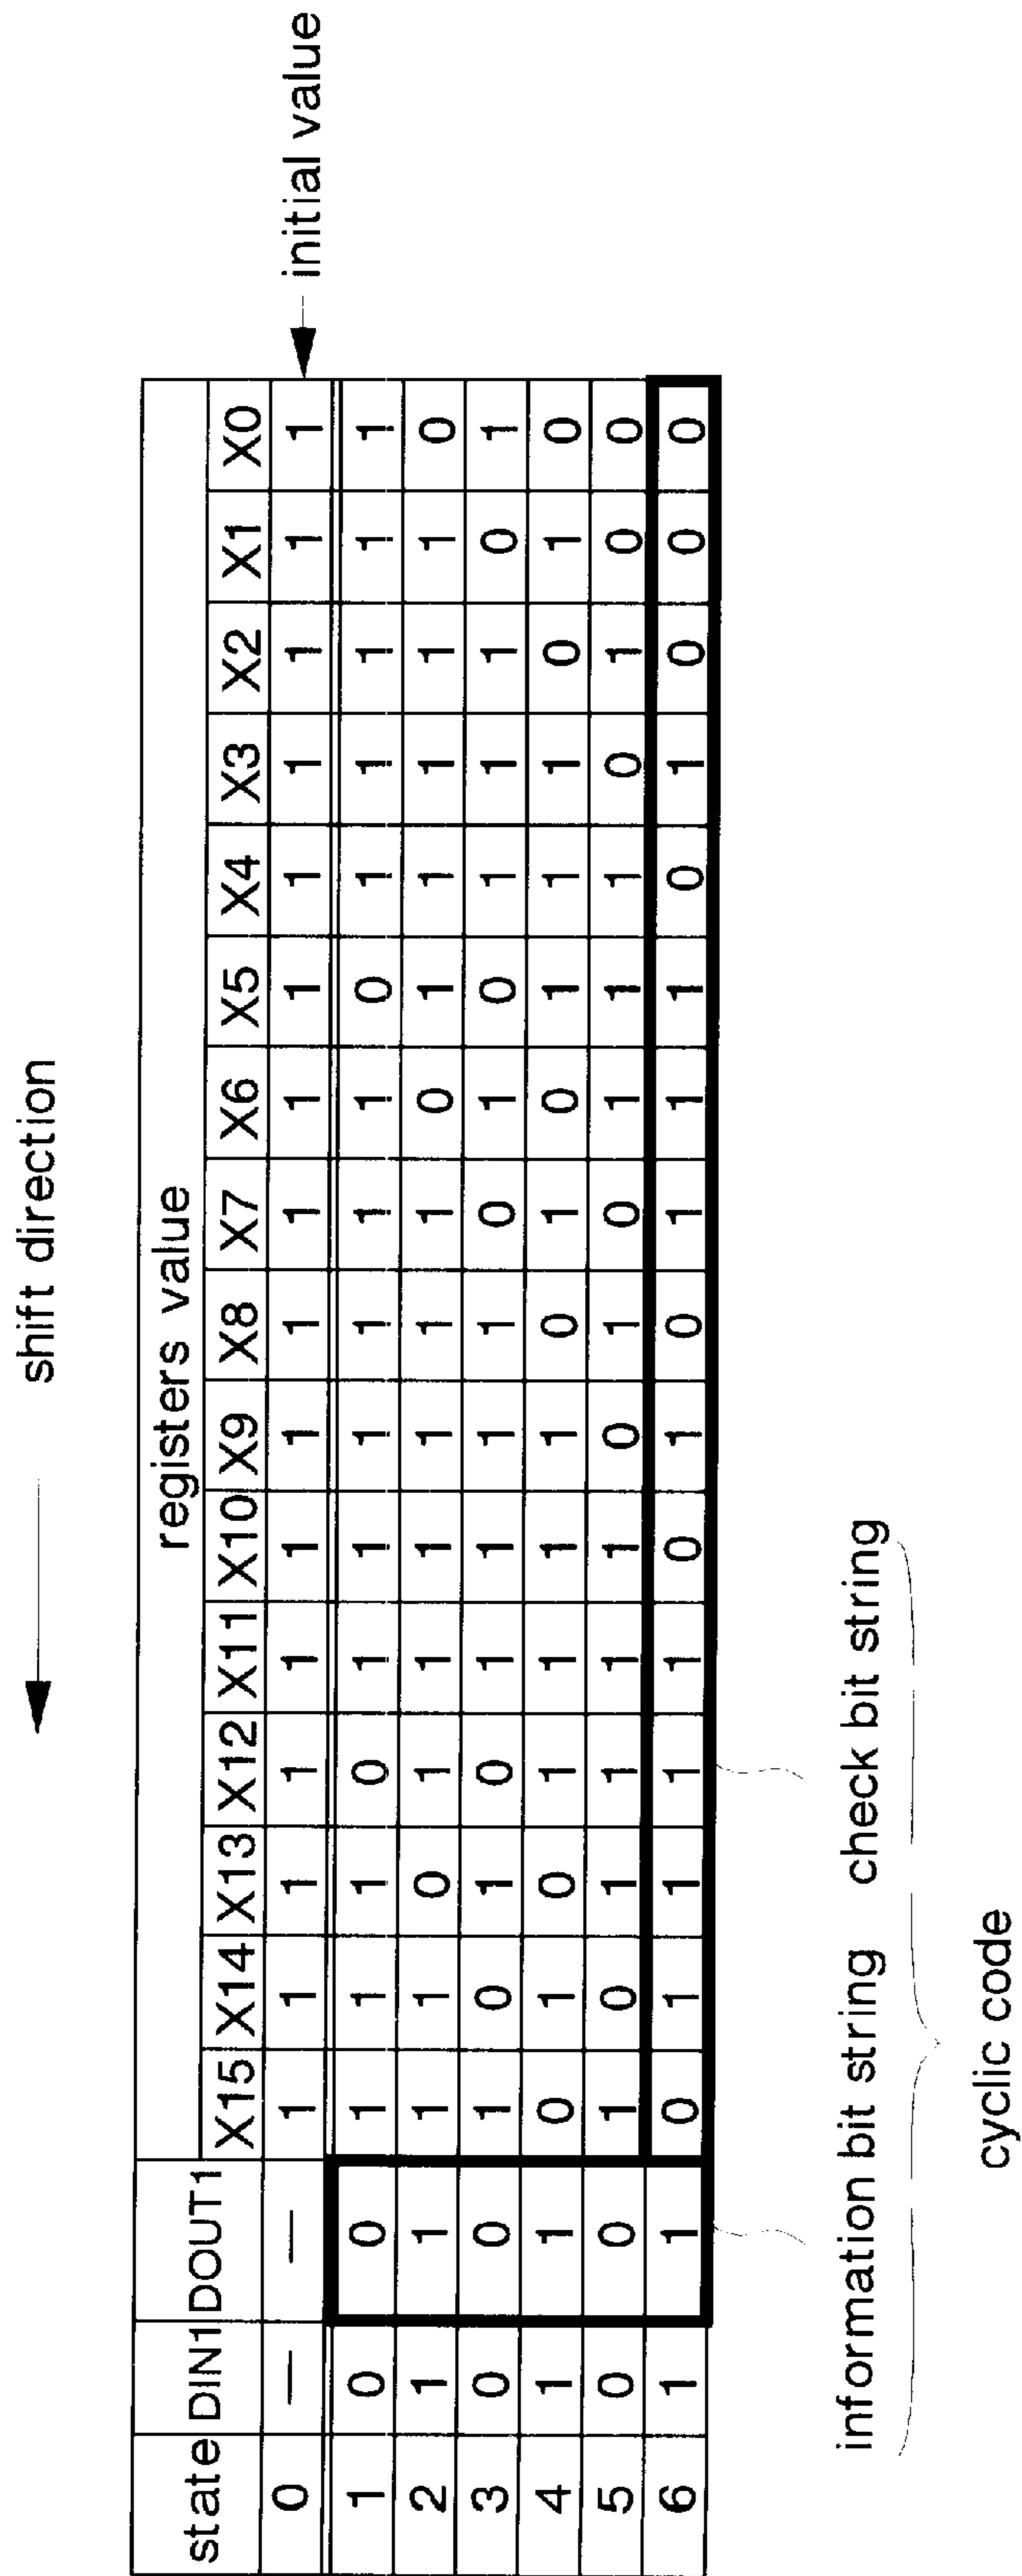 shift direction
registers value
state DIN1 DOUT1 X15 X14 X13 X12 X11 X10 X9 X8 X7 X6 X5 X4 X3 X2 X1 X0
0 — — 1 1 1 1 1 1 1 1 1 1 1 1 1 1 1 1 initial value
1 0 0 1 1 1 0 1 1 1 1 1 1 0 1 1 1 1 1
2 1 1 1 1 0 1 1 1 1 1 1 0 1 1 1 1 1 0
3 0 0 1 0 1 0 1 1 1 1 0 1 0 1 1 1 0 1
4 1 1 0 1 0 1 1 1 1 0 1 0 1 1 1 0 1 0
5 0 0 1 0 1 1 1 1 0 1 0 1 1 1 0 1 0 0
6 1 1 0 1 1 1 1 0 1 0 1 1 1 0 1 0 0 0
information bit string check bit string
cyclic code